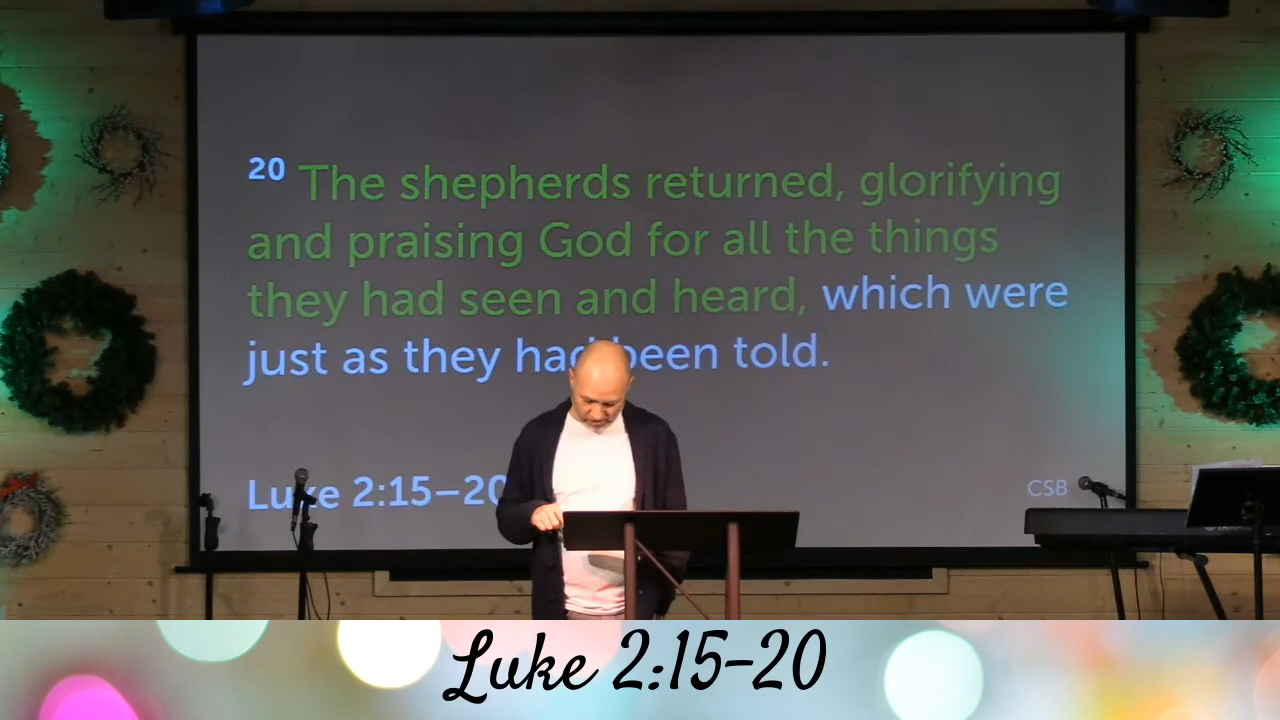 20 The shepherds returned, glorifying
and praising God for all the things
they had seen and heard, which were
just as they had been told.
Luke 2:15–20
CSB
Luke 2:15-20